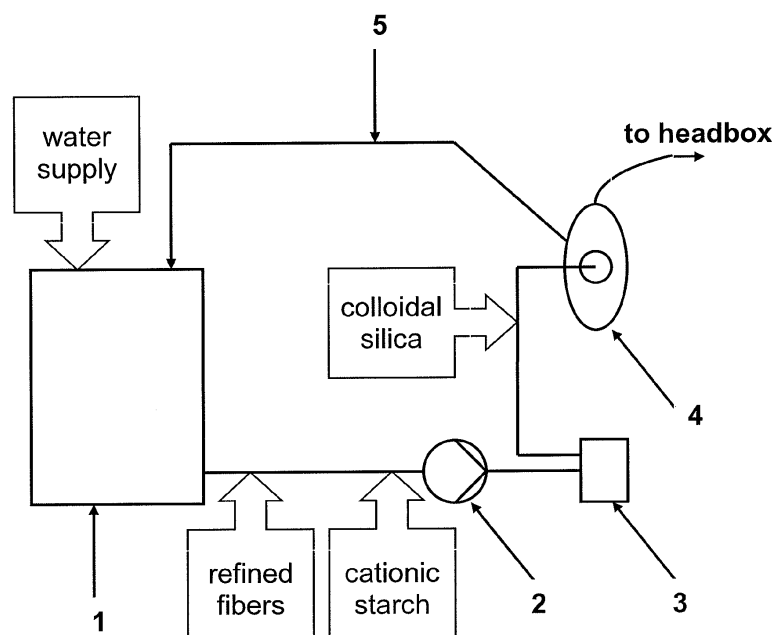 5
water
supply
to headbox
colloidal
silica
4
refined
fibers
cationic
starch
2
3
1